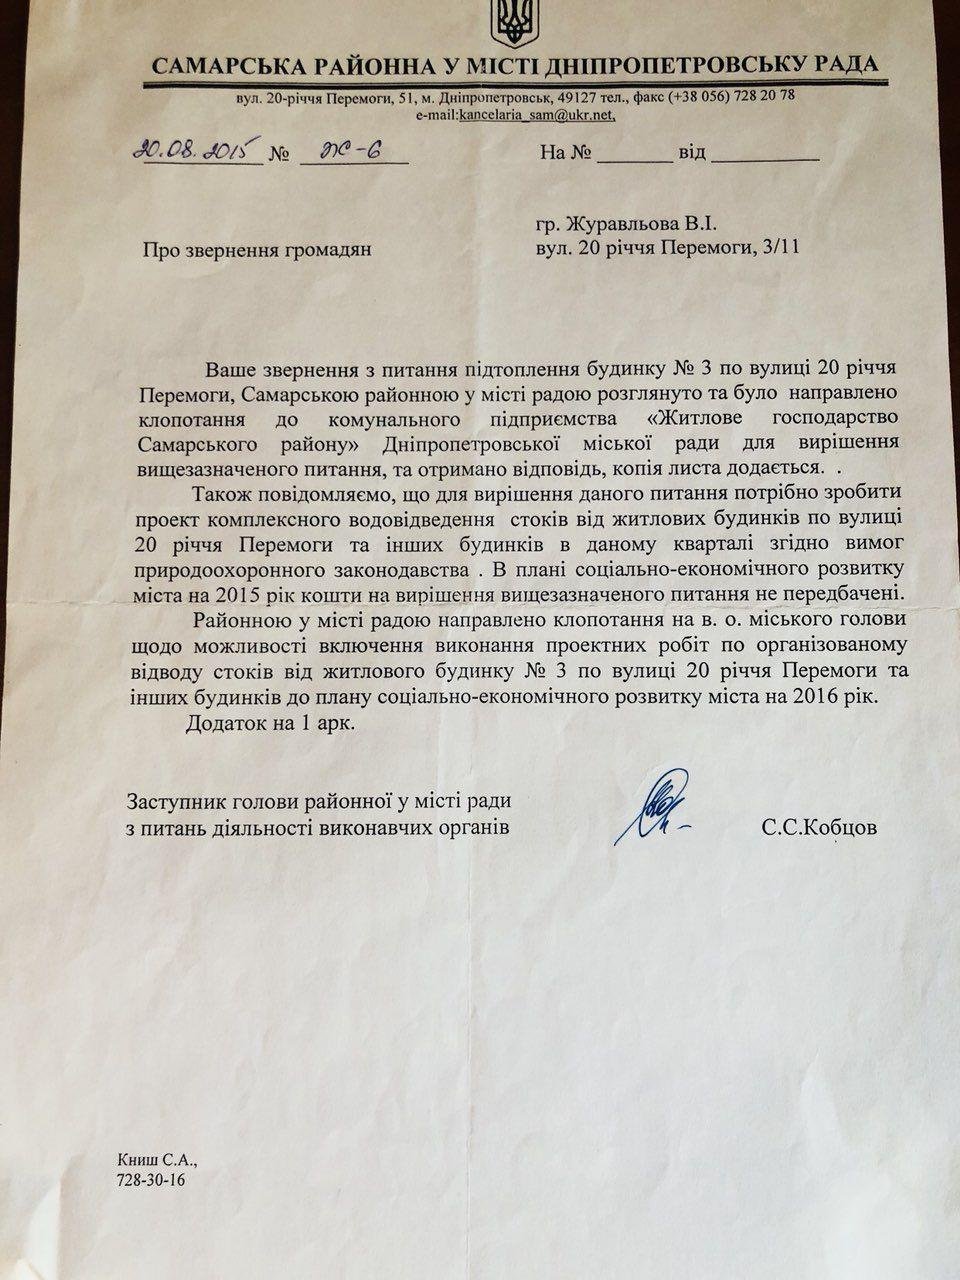 САМАРСЬКА РАЙОННА У МІСТІ ДНІПРОПЕТРОВСЬКУ РАДА
вул. 20-річчя Перемоги, 51, м. Дніпропетровськ, 49127 тел., факс (+38 056) 728 20 78
e-mail:kancelaria_sam@ukr.net,
20.08.2015 № Ж-6 На № ________ від ___________
гр. Журавльова В.І.
Про звернення громадян вул. 20 річчя Перемоги, 3/11
Ваше звернення з питання підтоплення будинку № 3 по вулиці 20 річчя
Перемоги, Самарською районною у місті радою розглянуто та було направлено
клопотання до комунального підприємства «Житлове господарство
Самарського району» Дніпропетровської міської ради для вирішення
вищезазначеного питання, та отримано відповідь, копія листа додається. .
Також повідомляємо, що для вирішення даного питання потрібно зробити
проект комплексного водовідведення стоків від житлових будинків по вулиці
20 річчя Перемоги та інших будинків в даному кварталі згідно вимог
природоохоронного законодавства . В плані соціально-економічного розвитку
міста на 2015 рік кошти на вирішення вищезазначеного питання не передбачені.
Районною у місті радою направлено клопотання на в. о. міського голови
щодо можливості включення виконання проектних робіт по організованому
відводу стоків від житлового будинку № 3 по вулиці 20 річчя Перемоги та
інших будинків до плану соціально-економічного розвитку міста на 2016 рік.
Додаток на 1 арк.
Заступник голови районної у місті ради
з питань діяльності виконавчих органів С.С.Кобцов
Книш С.А.,
728-30-16